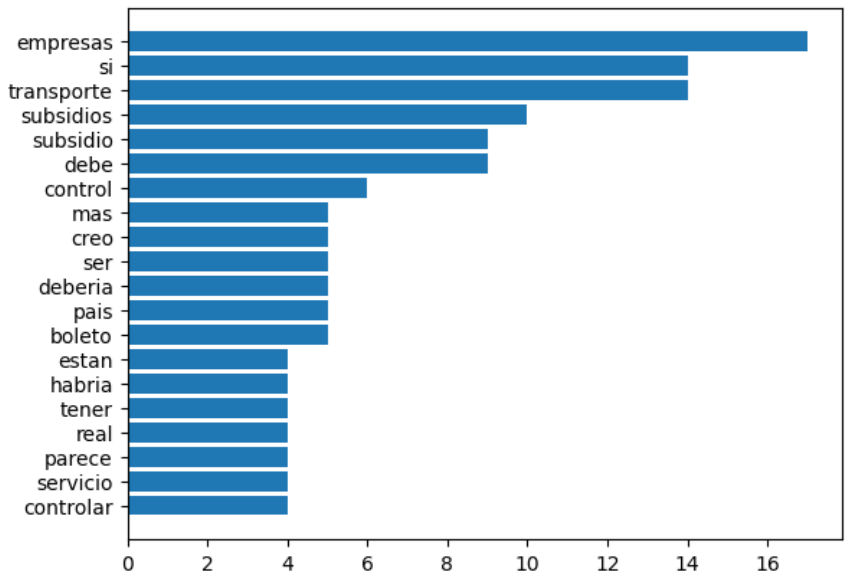 empresas
si
transporte
subsidios
subsidio
debe
control
mas
creo
ser
deberia
pais
boleto
estan
habria
tener
real
parece
servicio
controlar
0 2 4 6 8 10 12 14 16